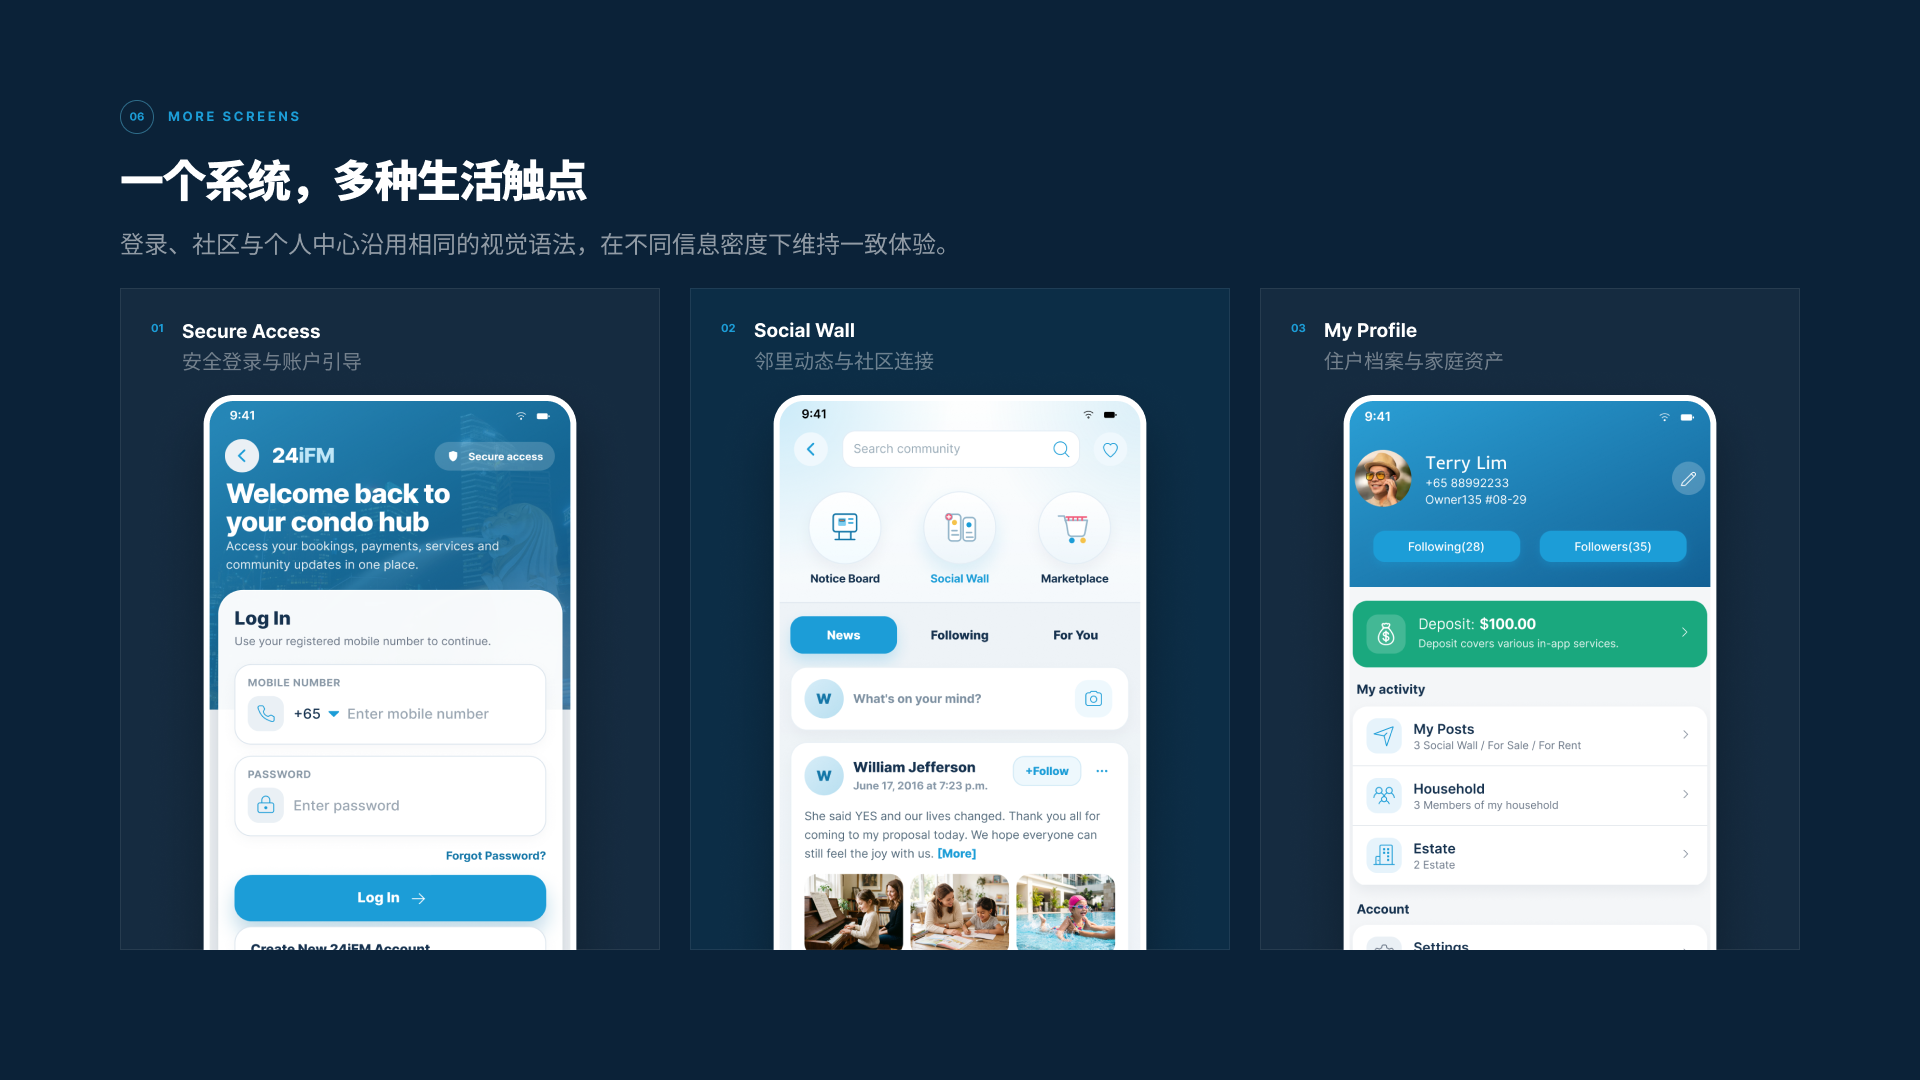 06 MORE SCREENS
一个系统，多种生活触点
登录、社区与个人中心沿用相同的视觉语法，在不同信息密度下维持一致体验。
01 Secure Access
安全登录与账户引导
9:41
24iFM
Secure access
Welcome back to
your condo hub
Access your bookings, payments, services and
community updates in one place.
Log In
Use your registered mobile number to continue.
MOBILE NUMBER
+65 Enter mobile number
PASSWORD
Enter password
Forgot Password?
Log In
Create New 24iFM Account
02 Social Wall
邻里动态与社区连接
9:41
Search community
Notice Board Social Wall Marketplace
News Following For You
W What's on your mind?
W William Jefferson
June 17, 2016 at 7:23 p.m.
+Follow
She said YES and our lives changed. Thank you all for
coming to my proposal today. We hope everyone can
still feel the joy with us. [More]
03 My Profile
住户档案与家庭资产
9:41
Terry Lim
+65 88992233
Owner135 #08-29
Following(28) Followers(35)
Deposit: $100.00
Deposit covers various in-app services.
My activity
My Posts
3 Social Wall / For Sale / For Rent
Household
3 Members of my household
Estate
2 Estate
Account
Settings